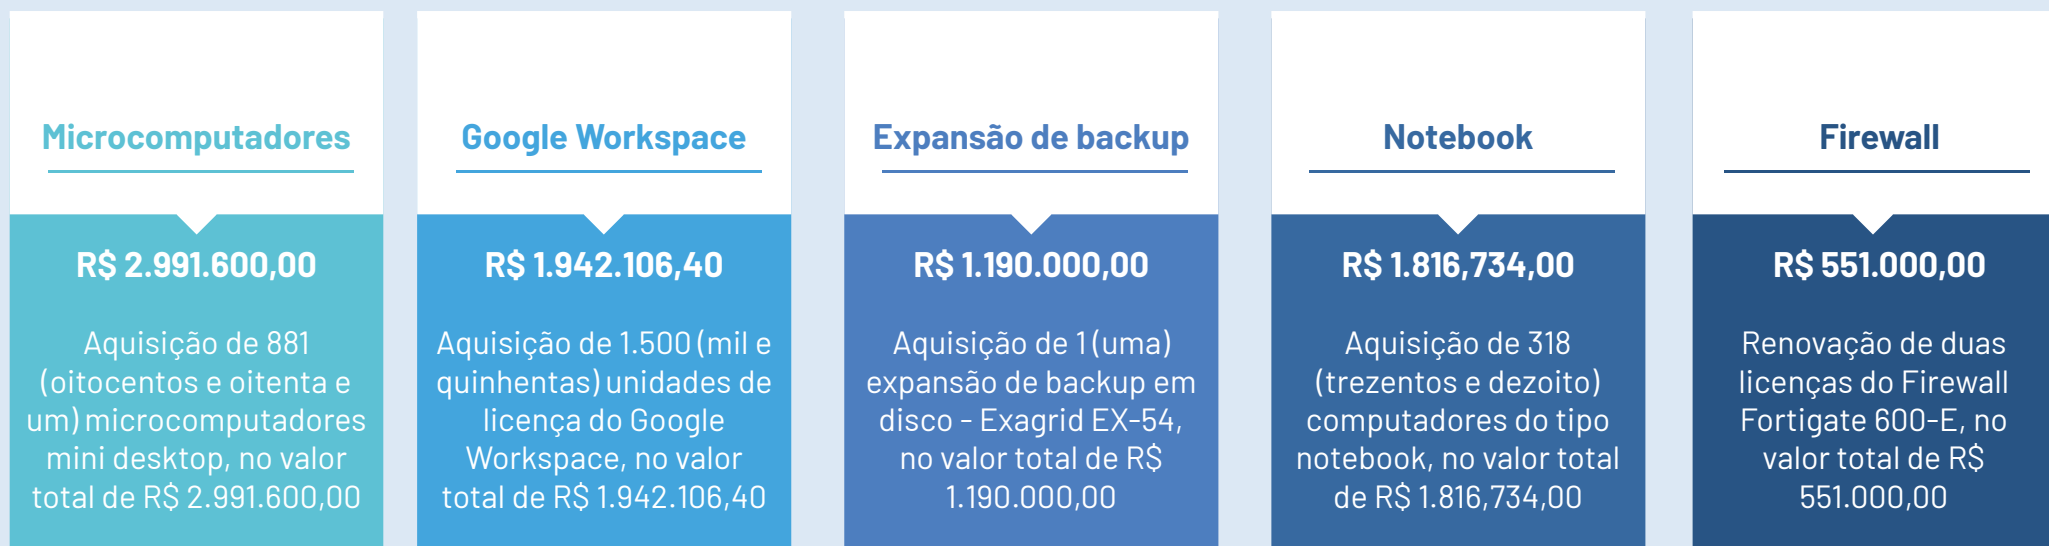 Microcomputadores
R$ 2.991.600,00
Aquisição de 881
(oitocentos e oitenta e
um) microcomputadores
mini desktop, no valor
total de R$ 2.991.600,00
Google Workspace
R$ 1.942.106,40
Aquisição de 1.500 (mil e
quinhentas) unidades de
licença do Google
Workspace, no valor
total de R$ 1.942.106,40
Expansão de backup
R$ 1.190.000,00
Aquisição de 1 (uma)
expansão de backup em
disco - Exagrid EX-54,
no valor total de R$
1.190.000,00
Notebook
R$ 1.816,734,00
Aquisição de 318
(trezentos e dezoito)
computadores do tipo
notebook, no valor total
de R$ 1.816,734,00
Firewall
R$ 551.000,00
Renovação de duas
licenças do Firewall
Fortigate 600-E, no
valor total de R$
551.000,00